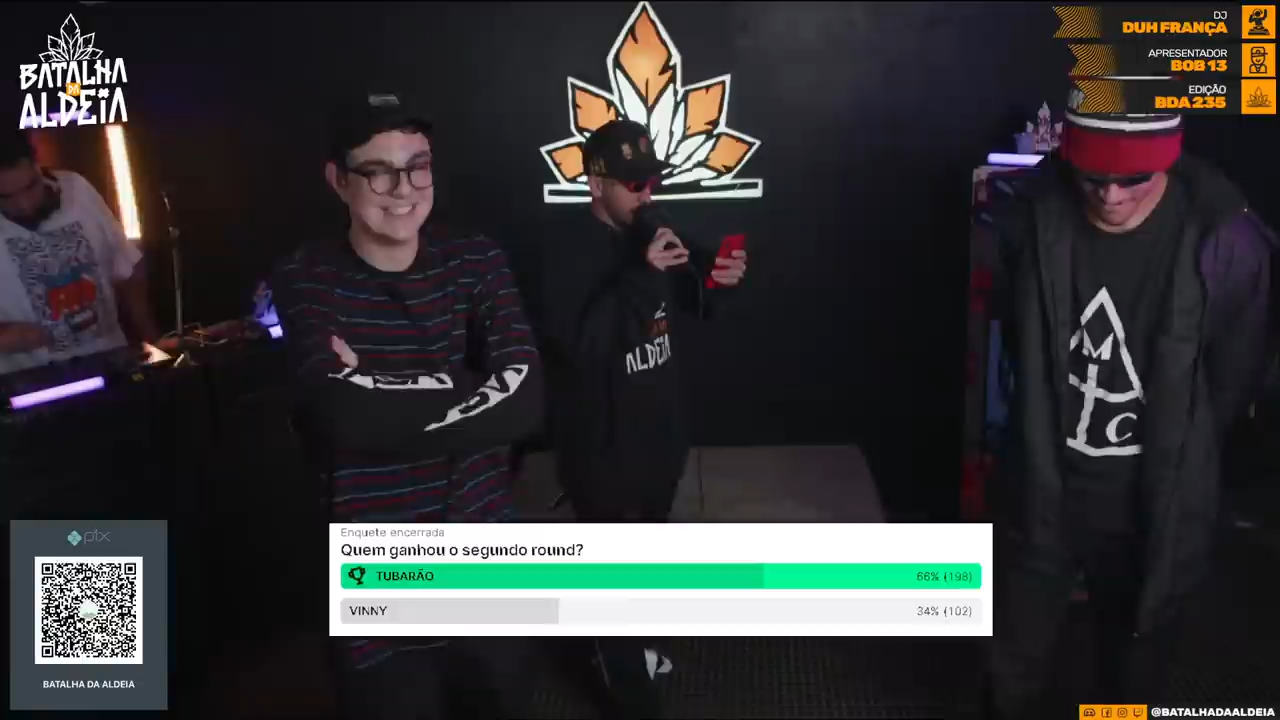 BATALHA
DA
ALDEIA
DJ
DUH FRANÇA
APRESENTADOR
BOB 13
EDIÇÃO
BDA 235
ALDEIA
M
T C
Enquete encerrada
Quem ganhou o segundo round?
TUBARÃO 66% (198)
VINNY 34% (102)
pix
BATALHA DA ALDEIA
@BATALHADAALDEIA